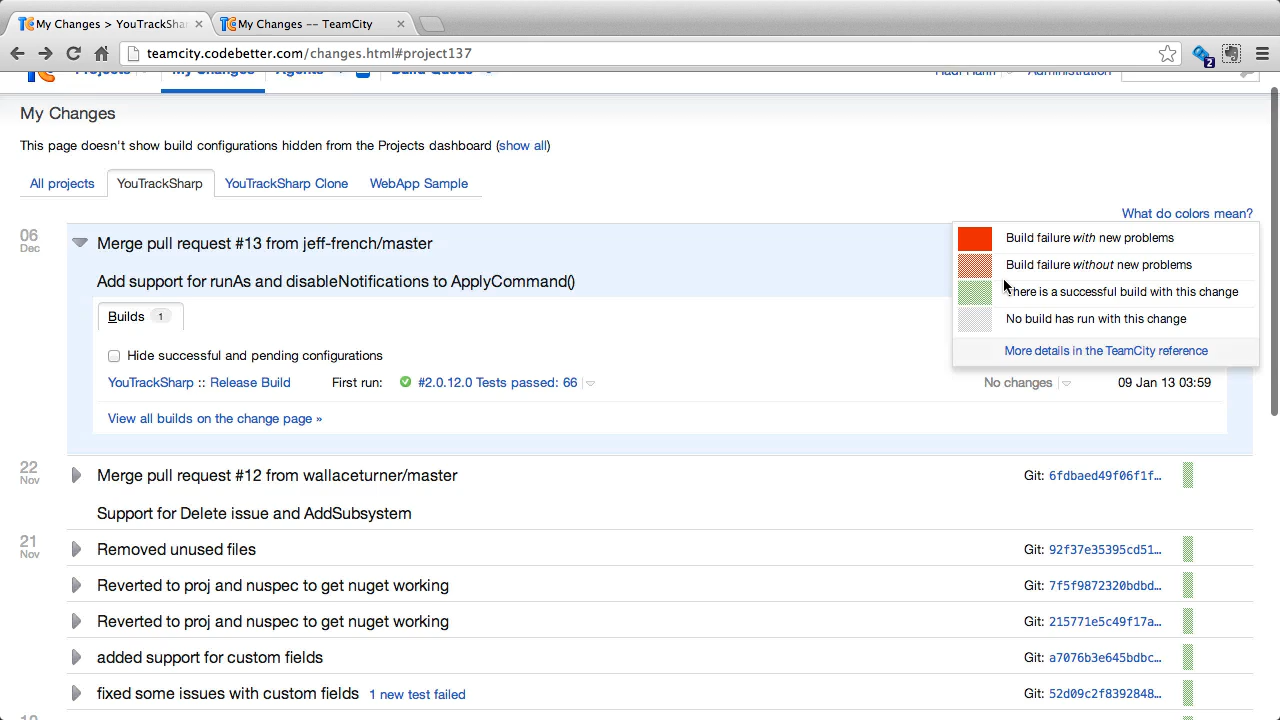 My Changes > YouTrackShar
My Changes -- TeamCity
teamcity.codebetter.com/changes.html#project137
2
Projects
My Changes
Agents
Build Queue
Hadi Hariri
Administration
My Changes
This page doesn't show build configurations hidden from the Projects dashboard (show all)
All projects
YouTrackSharp
YouTrackSharp Clone
WebApp Sample
What do colors mean?
06
Dec
Merge pull request #13 from jeff-french/master
Add support for runAs and disableNotifications to ApplyCommand()
Build failure with new problems
Build failure without new problems
There is a successful build with this change
No build has run with this change
More details in the TeamCity reference
Builds 1
Hide successful and pending configurations
YouTrackSharp :: Release Build First run: #2.0.12.0 Tests passed: 66 No changes 09 Jan 13 03:59
View all builds on the change page »
22
Nov
Merge pull request #12 from wallaceturner/master Git: 6fdbaed49f06f1f…
Support for Delete issue and AddSubsystem
21
Nov
Removed unused files Git: 92f37e35395cd51…
Reverted to proj and nuspec to get nuget working Git: 7f5f9872320bdbd…
Reverted to proj and nuspec to get nuget working Git: 215771e5c49f17a…
added support for custom fields Git: a7076b3e645bdbc…
fixed some issues with custom fields 1 new test failed Git: 52d09c2f8392848…